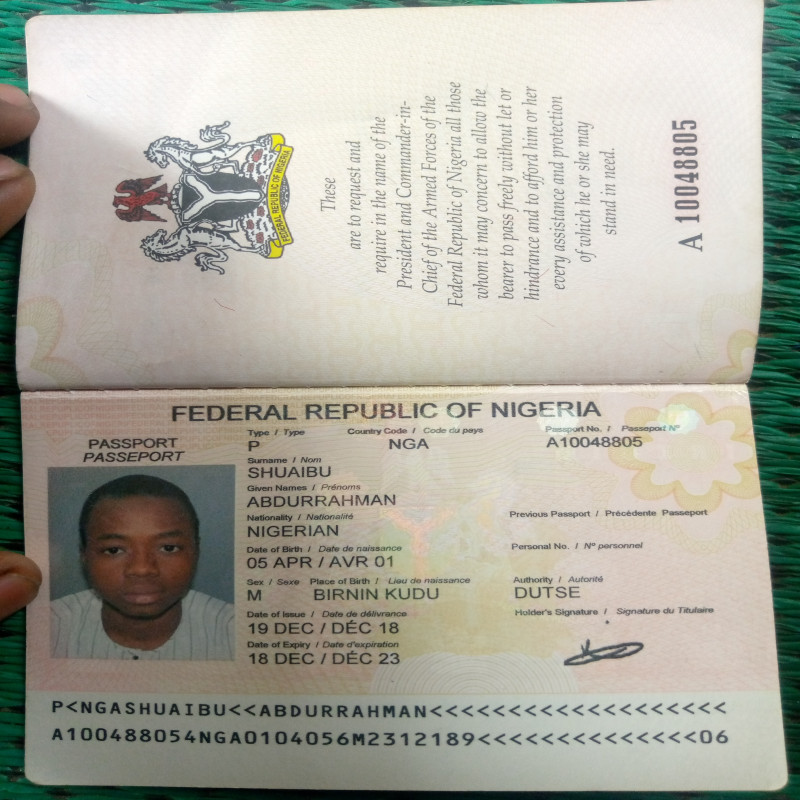 FEDERAL REPUBLIC OF NIGERIA
These
are to request and
require in the name of the
President and Commander-in-
Chief of the Armed Forces of the
Federal Republic of Nigeria all those
whom it may concern to allow the
bearer to pass freely without let or
hindrance and to afford him or her
every assistance and protection
of which he or she may
stand in need.
A 10048805
FEDERAL REPUBLIC OF NIGERIA
PASSPORT
PASSEPORT
Type / Type Country Code / Code du pays Passport No. / Passeport Nº
P NGA A10048805
Surname / Nom
SHUAIBU
Given Names / Prénoms
ABDURRAHMAN
Nationality / Nationalité Previous Passport / Précédente Passeport
NIGERIAN
Date of Birth / Date de naissance Personal No. / Nº personnel
05 APR / AVR 01
Sex / Sexe Place of Birth / Lieu de naissance Authority / Autorité
M BIRNIN KUDU DUTSE
Date of Issue / Date de délivrance Holder's Signature / Signature du Titulaire
19 DEC / DÉC 18
Date of Expiry / Date d'expiration
18 DEC / DÉC 23
P<NGASHUAIBU<<ABDURRAHMAN<<<<<<<<<<<<<<<<<<<
A100488054NGA0104056M2312189<<<<<<<<<<<<<<06